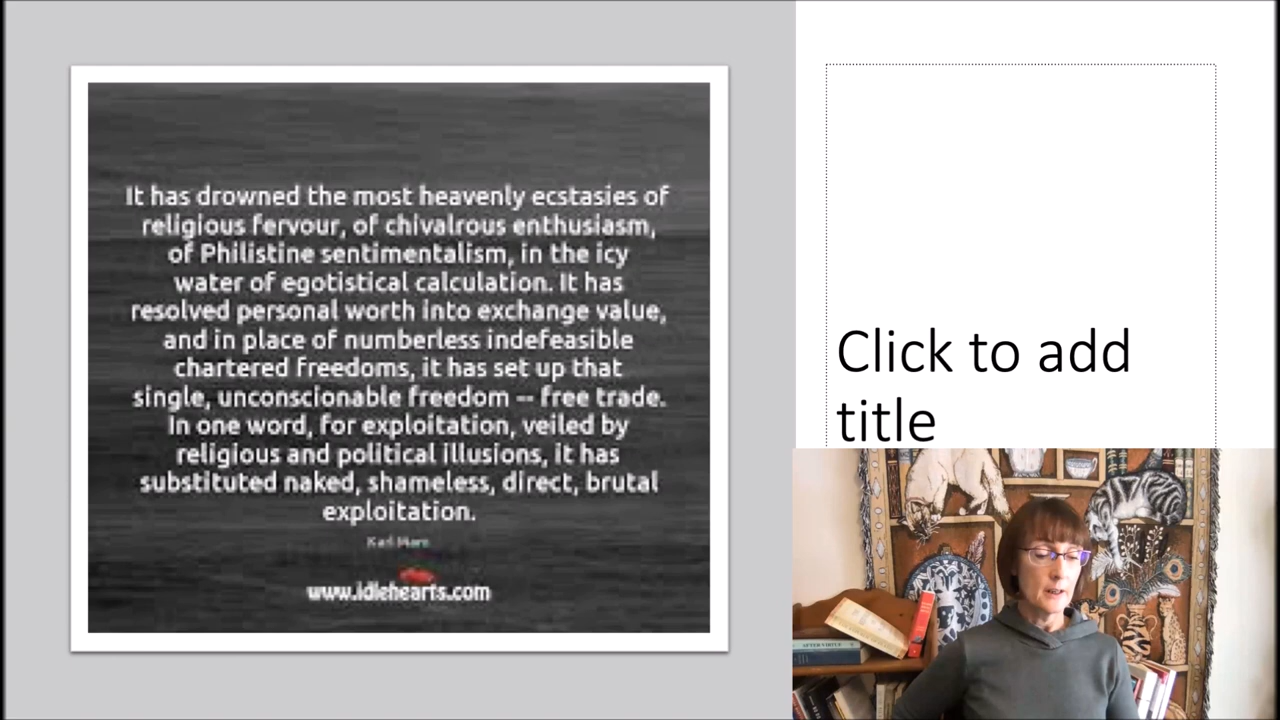 It has drowned the most heavenly ecstasies of
religious fervour, of chivalrous enthusiasm,
of Philistine sentimentalism, in the icy
water of egotistical calculation. It has
resolved personal worth into exchange value,
and in place of numberless indefeasible
chartered freedoms, it has set up that
single, unconscionable freedom -- free trade.
In one word, for exploitation, veiled by
religious and political illusions, it has
substituted naked, shameless, direct, brutal
exploitation.
Karl Marx
www.idlehearts.com
Click to add
title
AFTER VIRTUE